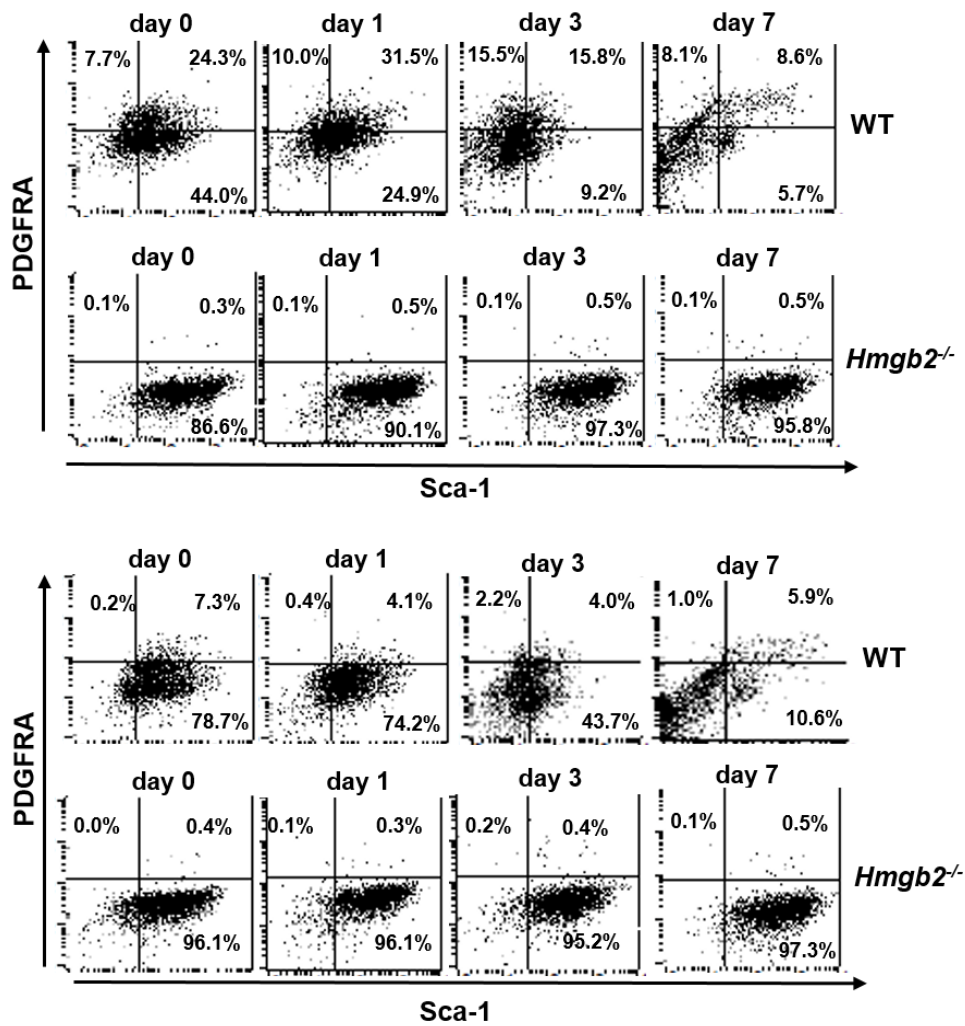 day 0 day 1 day 3 day 7
7.7% 24.3% 10.0% 31.5% 15.5% 15.8% 8.1% 8.6%
WT
44.0% 24.9% 9.2% 5.7%
PDGFRA
day 0 day 1 day 3 day 7
0.1% 0.3% 0.1% 0.5% 0.1% 0.5% 0.1% 0.5%
Hmgb2-/-
86.6% 90.1% 97.3% 95.8%
Sca-1
day 0 day 1 day 3 day 7
0.2% 7.3% 0.4% 4.1% 2.2% 4.0% 1.0% 5.9%
WT
78.7% 74.2% 43.7% 10.6%
PDGFRA
day 0 day 1 day 3 day 7
0.0% 0.4% 0.1% 0.3% 0.2% 0.4% 0.1% 0.5%
Hmgb2-/-
96.1% 96.1% 95.2% 97.3%
Sca-1